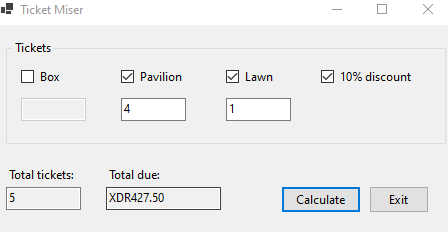 Ticket Miser
Tickets
Box Pavilion Lawn 10% discount
4 1
Total tickets: Total due:
5 XDR427.50 Calculate Exit